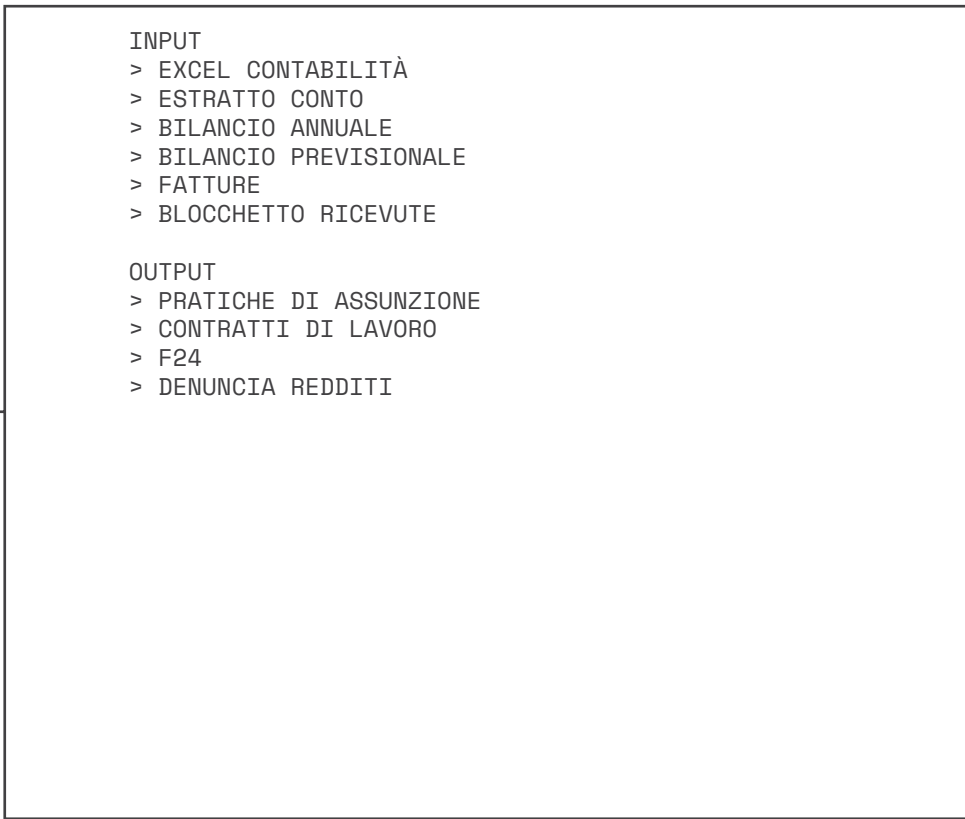 INPUT
> EXCEL CONTABILITÀ
> ESTRATTO CONTO
> BILANCIO ANNUALE
> BILANCIO PREVISIONALE
> FATTURE
> BLOCCHETTO RICEVUTE
OUTPUT
> PRATICHE DI ASSUNZIONE
> CONTRATTI DI LAVORO
> F24
> DENUNCIA REDDITI